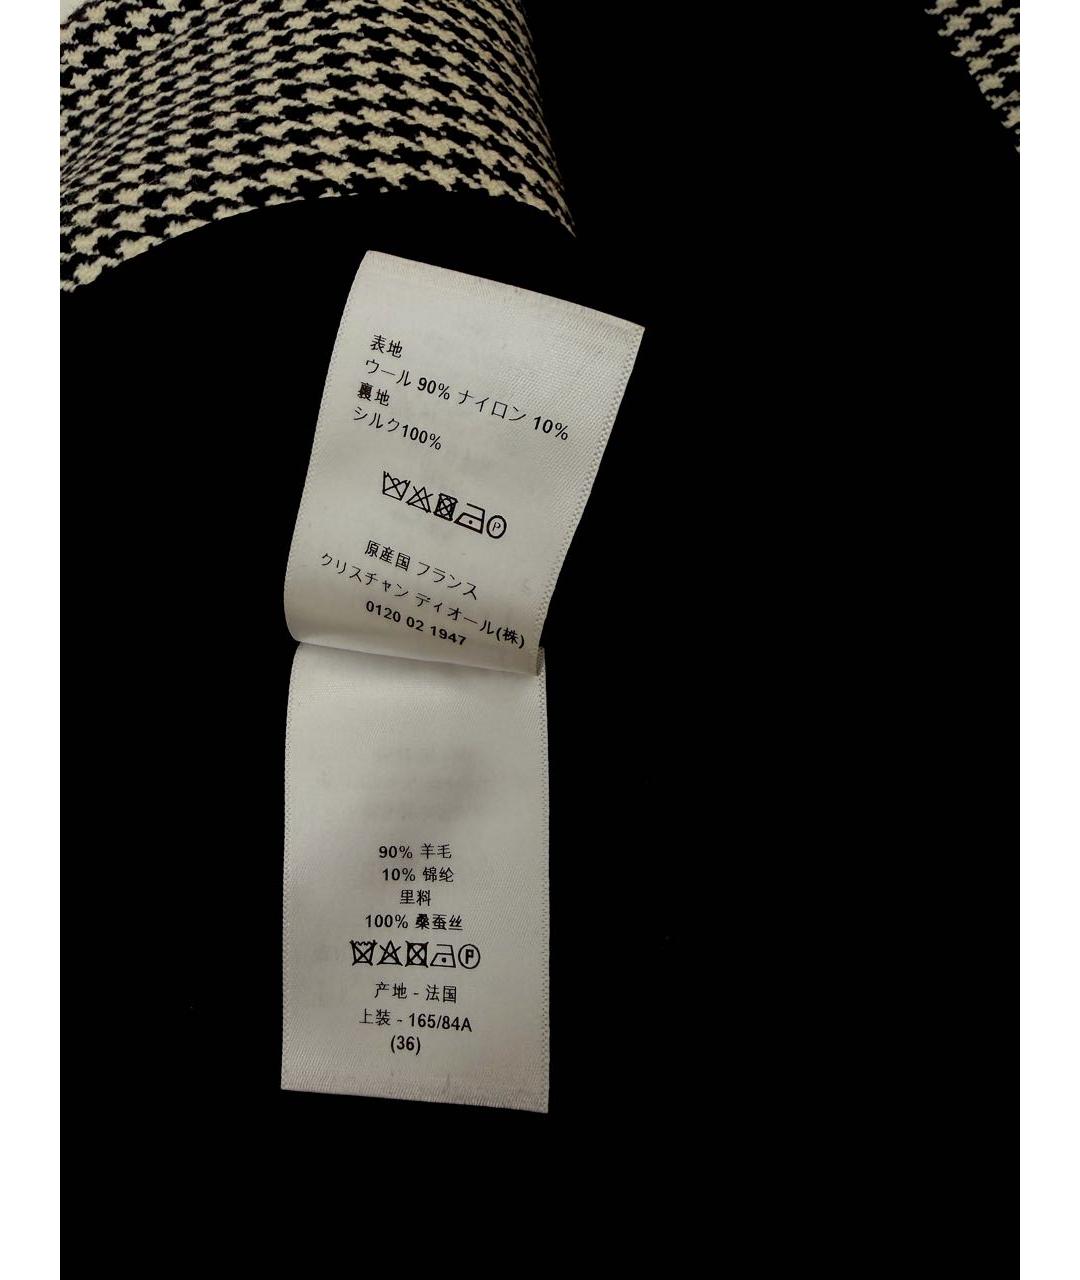 表地
ウール 90% ナイロン 10%
裏地
シルク100%
P
原産国 フランス
クリスチャン ディオール(株)
0120 02 1947
90% 羊毛
10% 锦纶
里料
100% 桑蚕丝
P
产地 - 法国
上装 - 165/84A
(36)